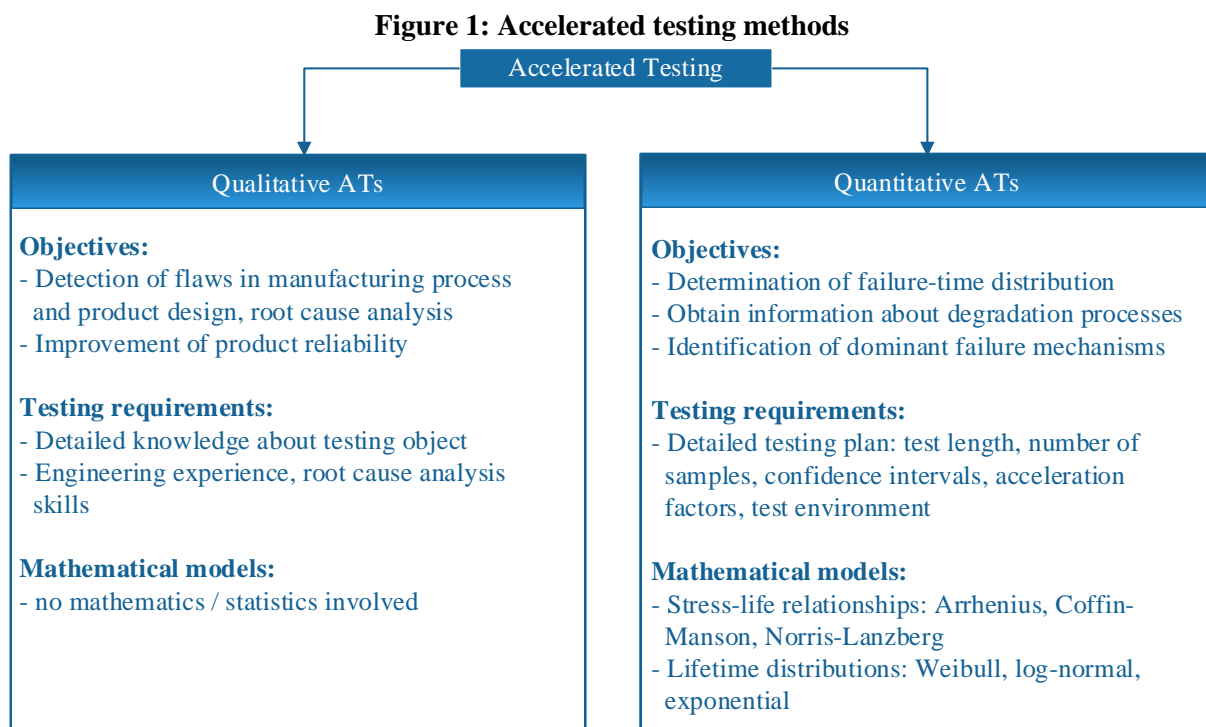 Figure 1: Accelerated testing methods
Accelerated Testing
Qualitative ATs
Objectives:
- Detection of flaws in manufacturing process
and product design, root cause analysis
- Improvement of product reliability
Testing requirements:
- Detailed knowledge about testing object
- Engineering experience, root cause analysis
skills
Mathematical models:
- no mathematics / statistics involved
Quantitative ATs
Objectives:
- Determination of failure-time distribution
- Obtain information about degradation processes
- Identification of dominant failure mechanisms
Testing requirements:
- Detailed testing plan: test length, number of
samples, confidence intervals, acceleration
factors, test environment
Mathematical models:
- Stress-life relationships: Arrhenius, Coffin-
Manson, Norris-Lanzberg
- Lifetime distributions: Weibull, log-normal,
exponential